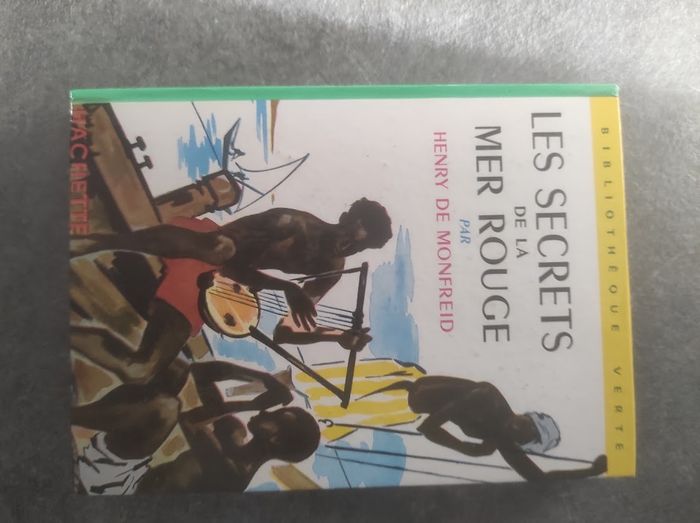 BIBLIOTHÈQUE VERTE
LES SECRETS
DE LA
MER ROUGE
PAR
HENRY DE MONFREID
HACHETTE